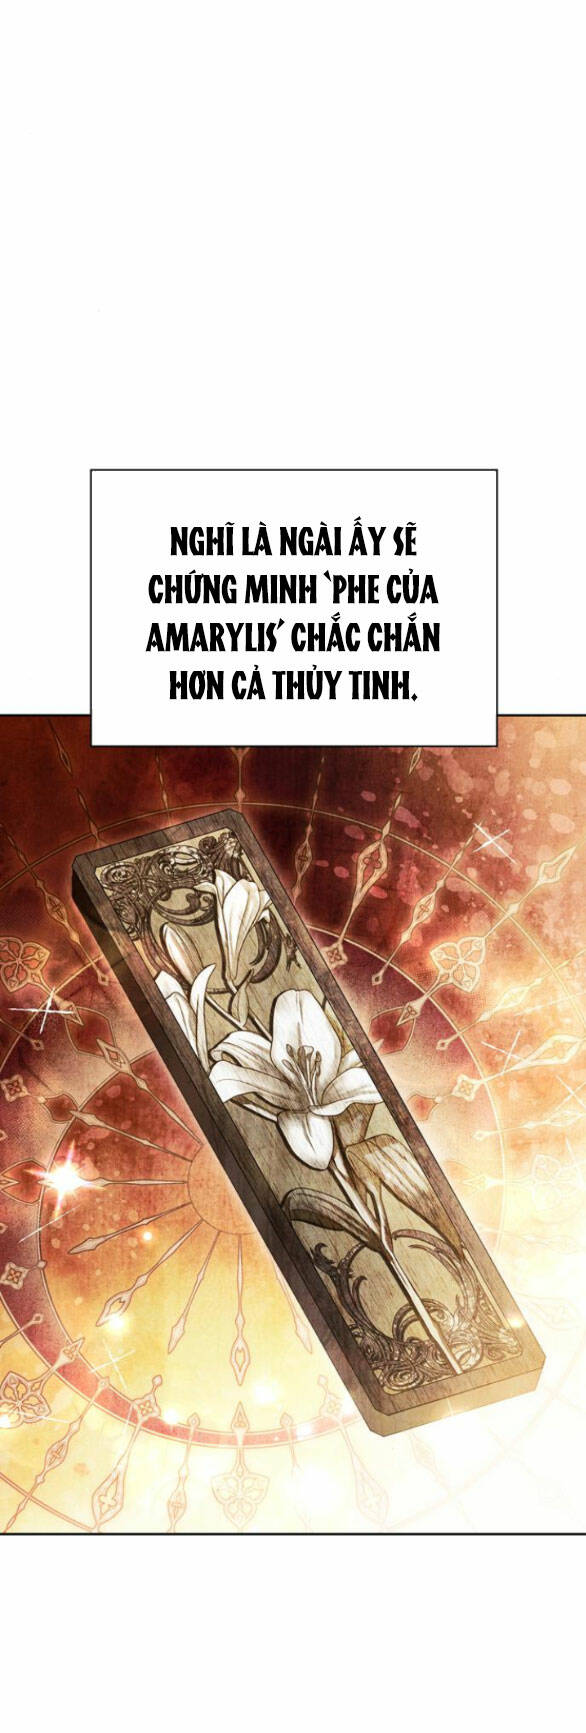 NGHĨ LÀ NGÀI ẤY SẼ
CHỨNG MINH ‘PHE CỦA
AMARYLIS’ CHẮC CHẮN
HƠN CẢ THỦY TINH.